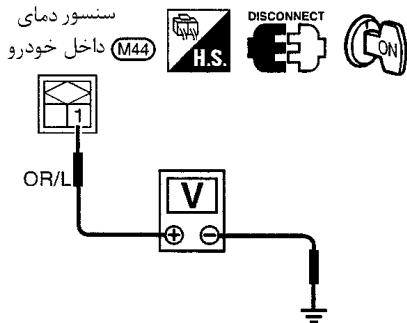 سنسور دمای
داخل خودرو M44
H.S.
DISCONNECT
ON
1
OR/L
V
+ −